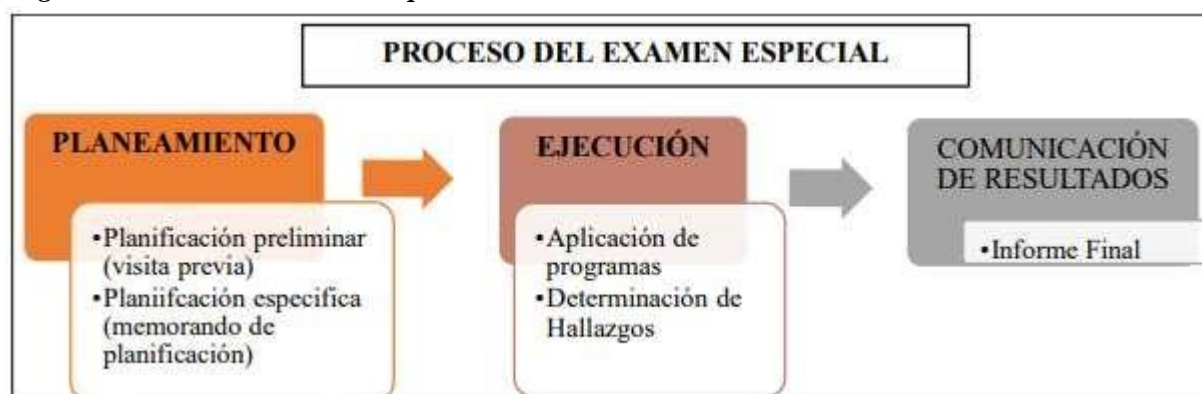 PROCESO DEL EXAMEN ESPECIAL
PLANEAMIENTO
•Planificación preliminar
(visita previa)
•Planiifcación especifica
(memorando de
planificación)
EJECUCIÓN
•Aplicación de
programas
•Determinación de
Hallazgos
COMUNICACIÓN
DE RESULTADOS
•Informe Final